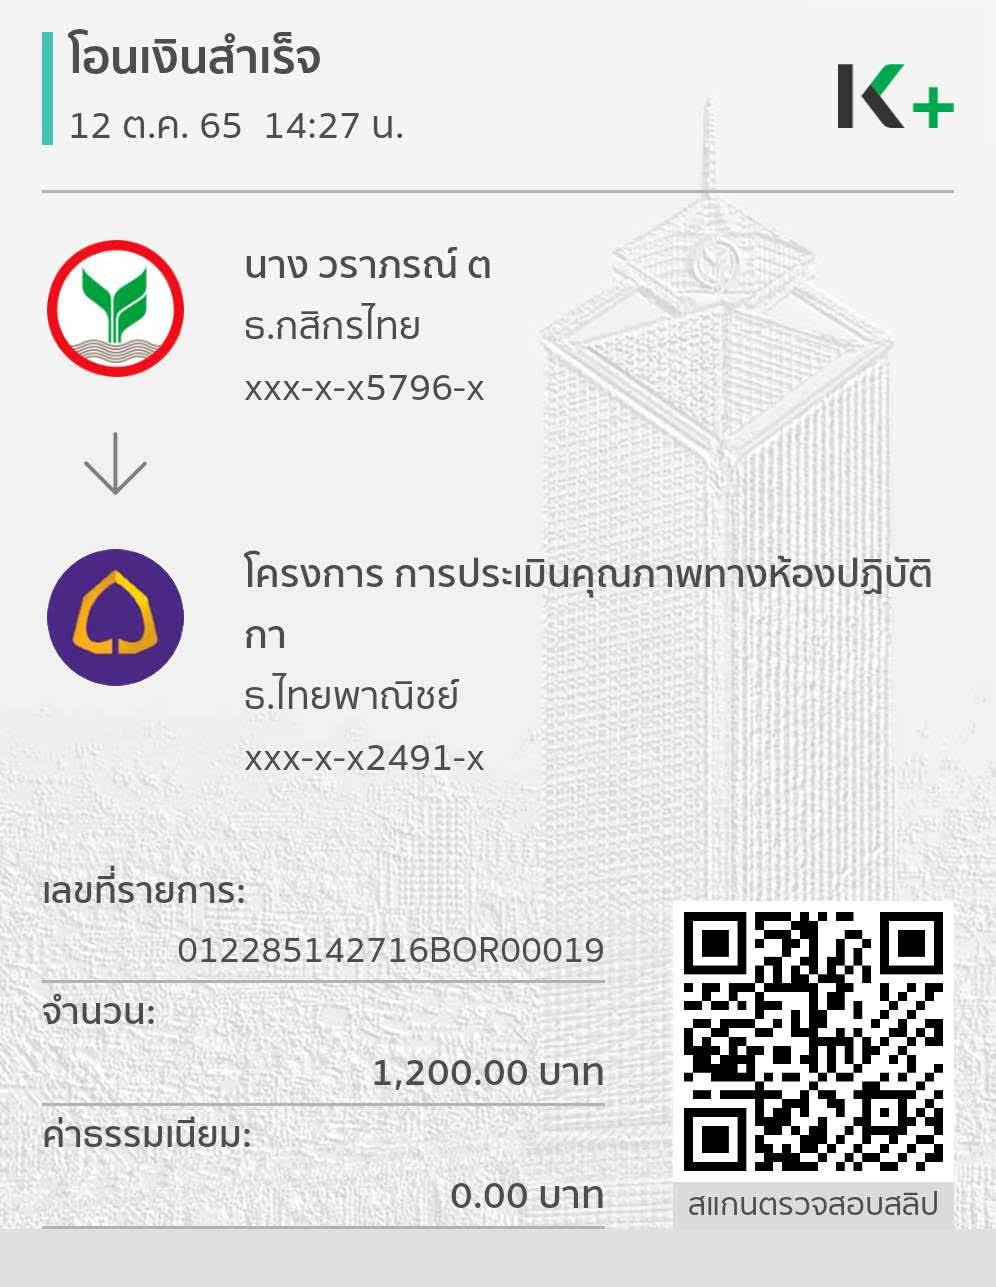 โอนเงินสำเร็จ
12 ต.ค. 65 14:27 น.
K+
นาง วราภรณ์ ต
ธ.กสิกรไทย
xxx-x-x5796-x
โครงการ การประเมินคุณภาพทางห้องปฏิบัติ
กา
ธ.ไทยพาณิชย์
xxx-x-x2491-x
เลขที่รายการ:
012285142716BOR00019
จำนวน:
1,200.00 บาท
ค่าธรรมเนียม:
0.00 บาท
สแกนตรวจสอบสลิป